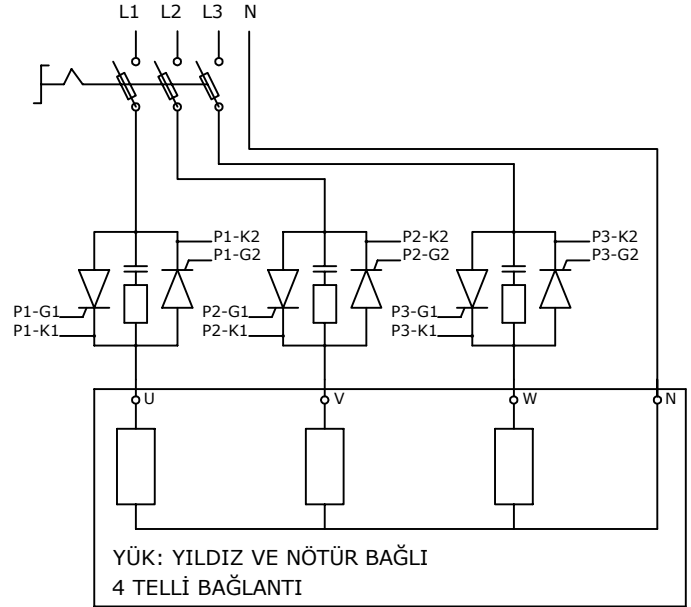 L1 L2 L3 N
P1-K2 P2-K2 P3-K2
P1-G2 P2-G2 P3-G2
P1-G1 P2-G1 P3-G1
P1-K1 P2-K1 P3-K1
U V W N
YÜK: YILDIZ VE NÖTÜR BAĞLI
4 TELLİ BAĞLANTI